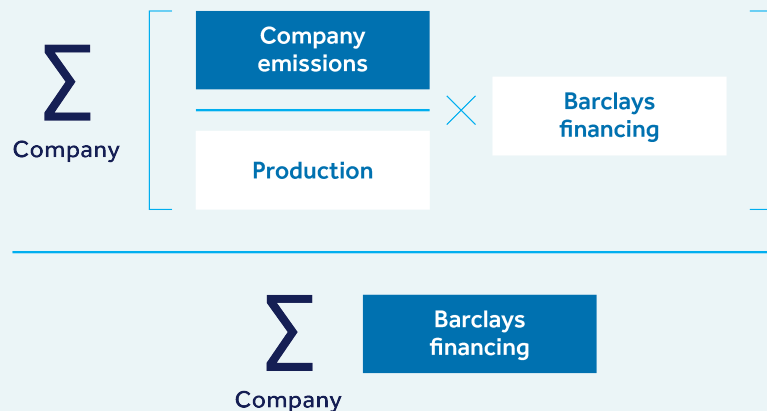 Σ
Company
Company
emissions
Production
×
Barclays
financing
Σ
Company
Barclays
financing